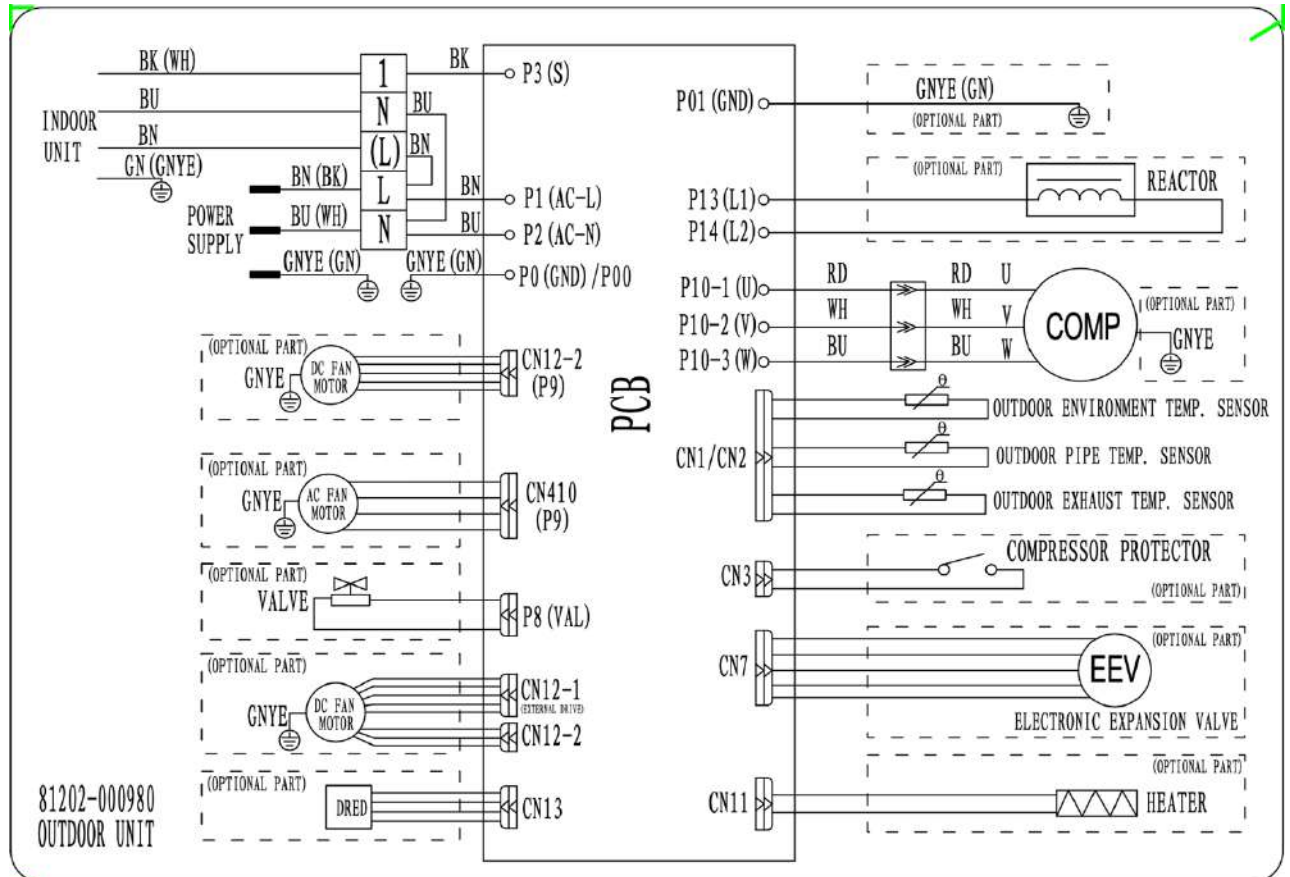 BK (WH)
BU
INDOOR
UNIT
BN
GN (GNYE)
BN (BK)
POWER
SUPPLY
BU (WH)
GNYE (GN)
GNYE (GN)
1
N
(L)
L
N
BK
BU
BN
BN
BU
P3 (S)
P1 (AC-L)
P2 (AC-N)
P0 (GND) /P00
(OPTIONAL PART)
GNYE
DC FAN
MOTOR
CN12-2
(P9)
(OPTIONAL PART)
GNYE
AC FAN
MOTOR
CN410
(P9)
(OPTIONAL PART)
VALVE
P8 (VAL)
(OPTIONAL PART)
GNYE
DC FAN
MOTOR
CN12-1
(EXTERNAL DRIVE)
CN12-2
(OPTIONAL PART)
DRED
CN13
81202-000980
OUTDOOR UNIT
PCB
P01 (GND)
GNYE (GN)
(OPTIONAL PART)
(OPTIONAL PART)
REACTOR
P13 (L1)
P14 (L2)
P10-1 (U)
RD
RD
U
P10-2 (V)
WH
WH
V
P10-3 (W)
BU
BU
W
COMP
(OPTIONAL PART)
GNYE
CN1/CN2
θ
OUTDOOR ENVIRONMENT TEMP. SENSOR
θ
OUTDOOR PIPE TEMP. SENSOR
θ
OUTDOOR EXHAUST TEMP. SENSOR
CN3
COMPRESSOR PROTECTOR
(OPTIONAL PART)
CN7
(OPTIONAL PART)
EEV
ELECTRONIC EXPANSION VALVE
(OPTIONAL PART)
CN11
HEATER